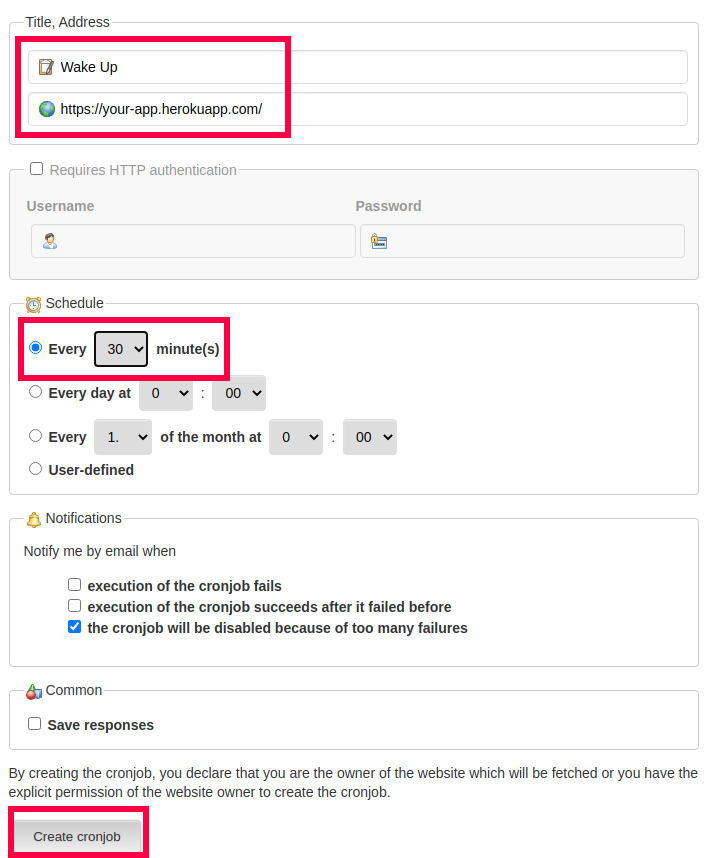 Title, Address
Wake Up
https://your-app.herokuapp.com/
Requires HTTP authentication
Username Password
Schedule
Every 30 minute(s)
Every day at 0 : 00
Every 1. of the month at 0 : 00
User-defined
Notifications
Notify me by email when
execution of the cronjob fails
execution of the cronjob succeeds after it failed before
the cronjob will be disabled because of too many failures
Common
Save responses
By creating the cronjob, you declare that you are the owner of the website which will be fetched or you have the
explicit permission of the website owner to create the cronjob.
Create cronjob